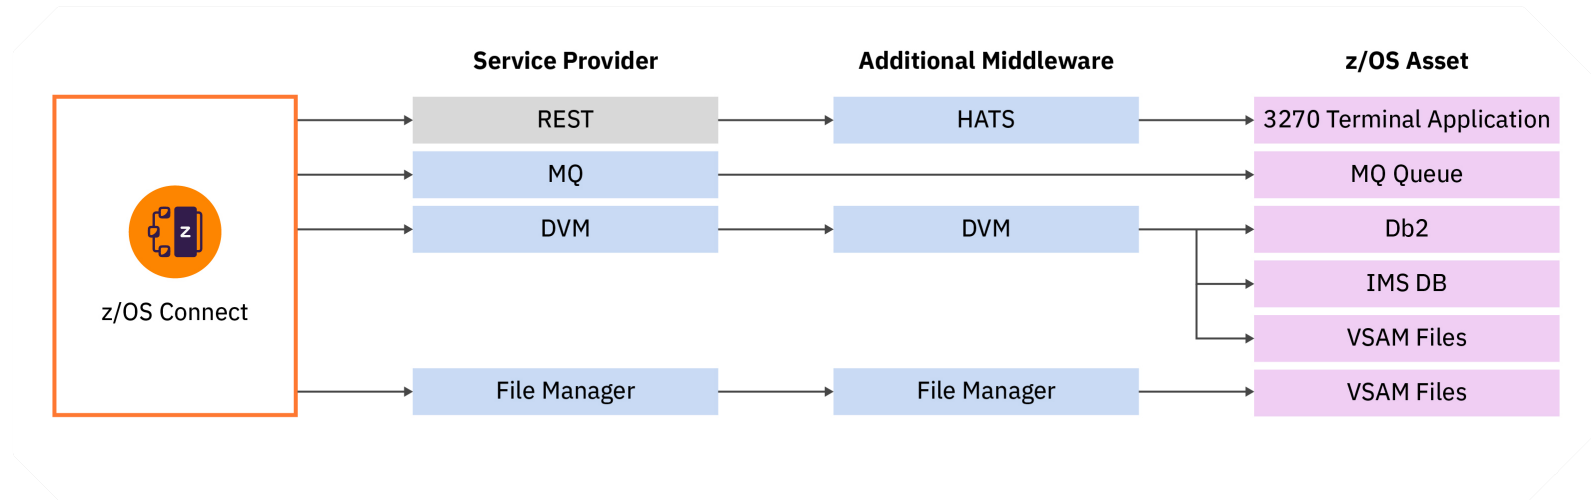 Service Provider
Additional Middleware
z/OS Asset
REST
HATS
3270 Terminal Application
MQ
MQ Queue
DVM
DVM
Db2
z
z/OS Connect
IMS DB
VSAM Files
File Manager
File Manager
VSAM Files